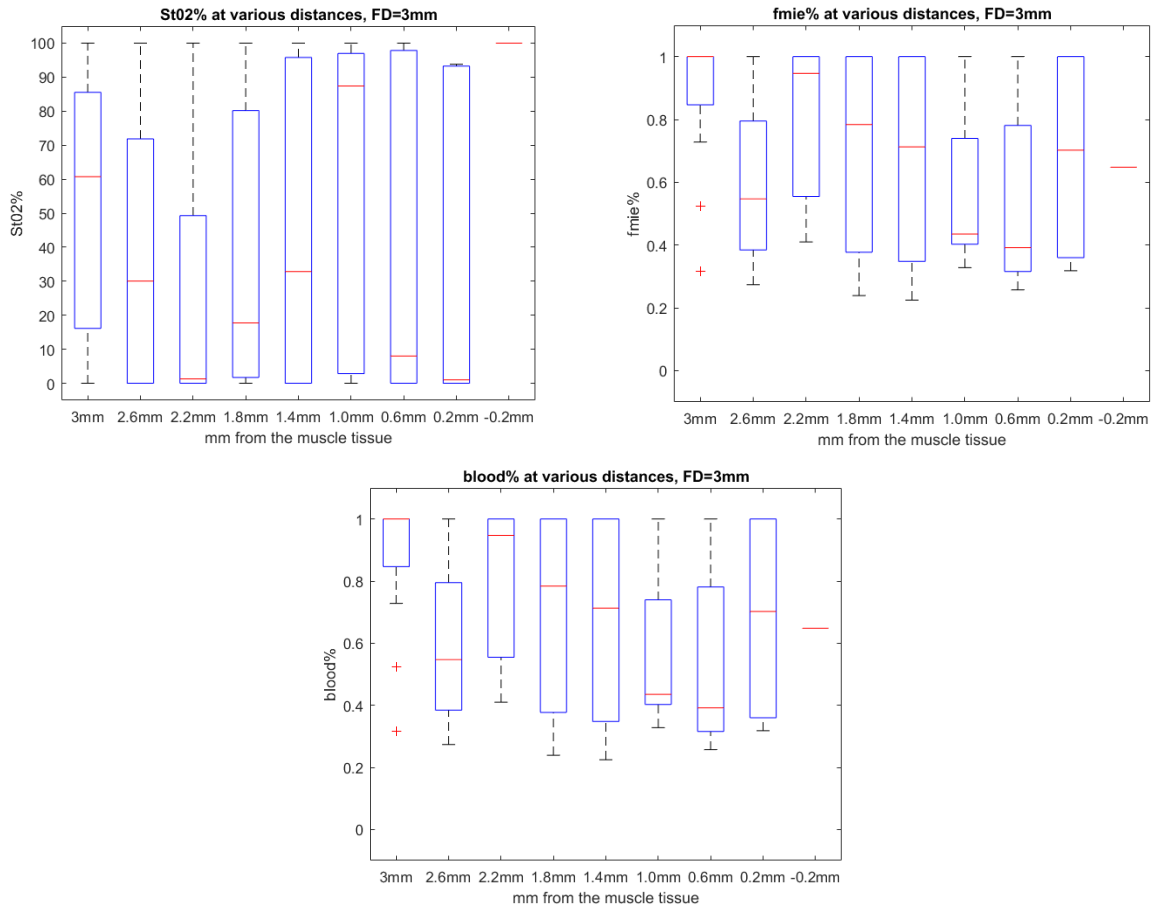 St02% at various distances, FD=3mm
100
90
80
70
60
50
40
30
20
10
0
St02%
3mm 2.6mm 2.2mm 1.8mm 1.4mm 1.0mm 0.6mm 0.2mm -0.2mm
mm from the muscle tissue
fmie% at various distances, FD=3mm
1
0.8
0.6
0.4
0.2
0
fmie%
3mm 2.6mm 2.2mm 1.8mm 1.4mm 1.0mm 0.6mm 0.2mm -0.2mm
mm from the muscle tissue
blood% at various distances, FD=3mm
1
0.8
0.6
0.4
0.2
0
blood%
3mm 2.6mm 2.2mm 1.8mm 1.4mm 1.0mm 0.6mm 0.2mm -0.2mm
mm from the muscle tissue